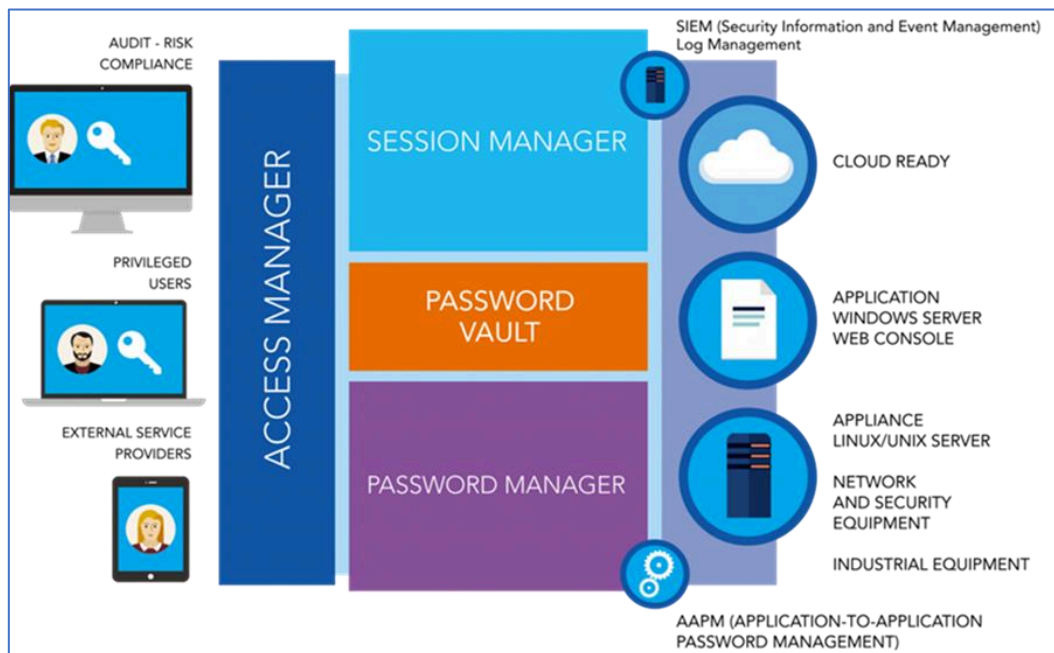 AUDIT - RISK
COMPLIANCE
PRIVILEGED
USERS
EXTERNAL SERVICE
PROVIDERS
ACCESS MANAGER
SESSION MANAGER
PASSWORD
VAULT
PASSWORD MANAGER
SIEM (Security Information and Event Management)
Log Management
CLOUD READY
APPLICATION
WINDOWS SERVER
WEB CONSOLE
APPLIANCE
LINUX/UNIX SERVER
NETWORK
AND SECURITY
EQUIPMENT
INDUSTRIAL EQUIPMENT
AAPM (APPLICATION-TO-APPLICATION
PASSWORD MANAGEMENT)